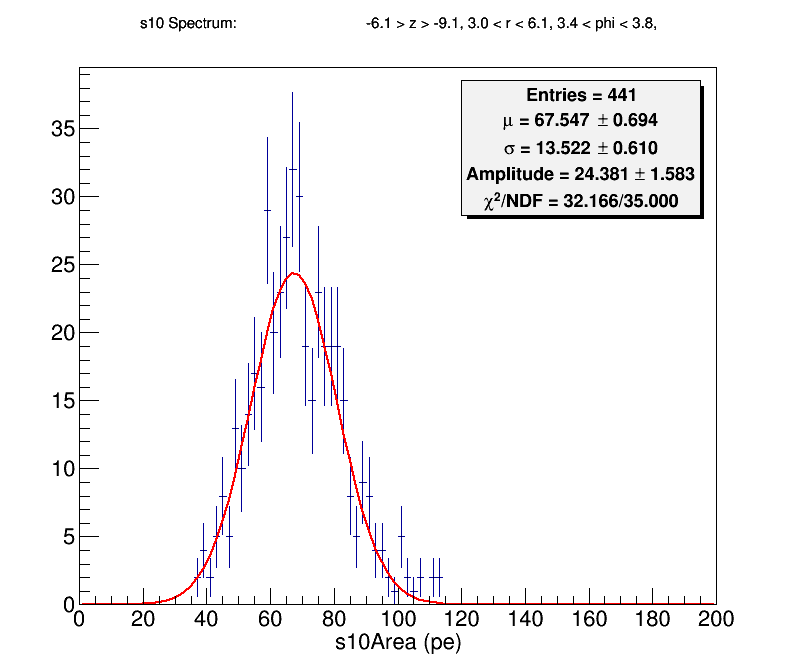 s10 Spectrum: -6.1 > z > -9.1, 3.0 < r < 6.1, 3.4 < phi < 3.8,
Entries = 441
μ = 67.547 ± 0.694
σ = 13.522 ± 0.610
Amplitude = 24.381 ± 1.583
χ²/NDF = 32.166/35.000
35
30
25
20
15
10
5
0
0 20 40 60 80 100 120 140 160 180 200
s10Area (pe)